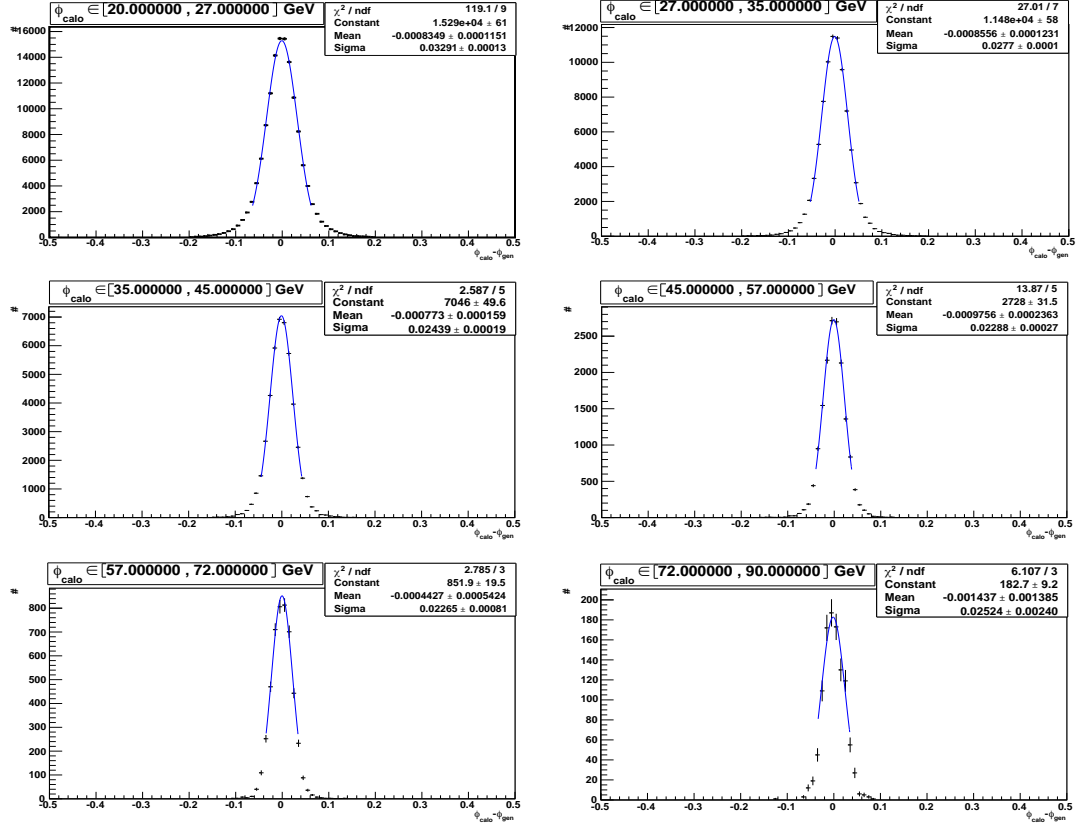 ϕcalo ∈[20.000000 , 27.000000] GeV
χ² / ndf 119.1 / 9
Constant 1.529e+04 ± 61
Mean -0.0008349 ± 0.0001151
Sigma 0.03291 ± 0.00013
#
16000
14000
12000
10000
8000
6000
4000
2000
0
-0.5 -0.4 -0.3 -0.2 -0.1 0 0.1 0.2 0.3 0.4 0.5
ϕcalo-ϕgen
ϕcalo ∈[27.000000 , 35.000000] GeV
χ² / ndf 27.01 / 7
Constant 1.148e+04 ± 58
Mean -0.0008556 ± 0.0001231
Sigma 0.0277 ± 0.0001
#
12000
10000
8000
6000
4000
2000
0
-0.5 -0.4 -0.3 -0.2 -0.1 0 0.1 0.2 0.3 0.4 0.5
ϕcalo-ϕgen
ϕcalo ∈[35.000000 , 45.000000] GeV
χ² / ndf 2.587 / 5
Constant 7046 ± 49.6
Mean -0.000773 ± 0.000159
Sigma 0.02439 ± 0.00019
#
7000
6000
5000
4000
3000
2000
1000
0
-0.5 -0.4 -0.3 -0.2 -0.1 0 0.1 0.2 0.3 0.4 0.5
ϕcalo-ϕgen
ϕcalo ∈[45.000000 , 57.000000] GeV
χ² / ndf 13.87 / 5
Constant 2728 ± 31.5
Mean -0.0009756 ± 0.0002363
Sigma 0.02288 ± 0.00027
#
2500
2000
1500
1000
500
0
-0.5 -0.4 -0.3 -0.2 -0.1 0 0.1 0.2 0.3 0.4 0.5
ϕcalo-ϕgen
ϕcalo ∈[57.000000 , 72.000000] GeV
χ² / ndf 2.785 / 3
Constant 851.9 ± 19.5
Mean -0.0004427 ± 0.0005424
Sigma 0.02265 ± 0.00081
#
800
700
600
500
400
300
200
100
0
-0.5 -0.4 -0.3 -0.2 -0.1 0 0.1 0.2 0.3 0.4 0.5
ϕcalo-ϕgen
ϕcalo ∈[72.000000 , 90.000000] GeV
χ² / ndf 6.107 / 3
Constant 182.7 ± 9.2
Mean -0.001437 ± 0.001385
Sigma 0.02524 ± 0.00240
#
200
180
160
140
120
100
80
60
40
20
0
-0.5 -0.4 -0.3 -0.2 -0.1 0 0.1 0.2 0.3 0.4 0.5
ϕcalo-ϕgen